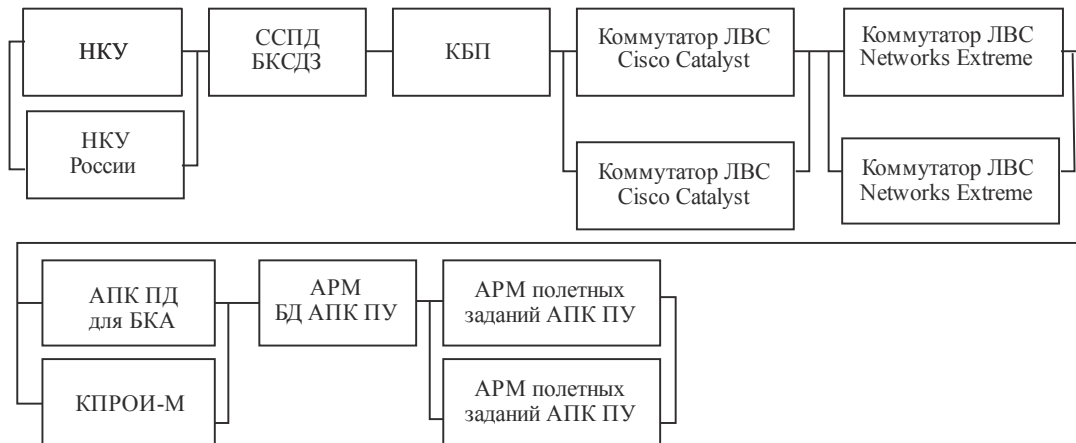 НКУ
ССПД
БКСДЗ
КБП
Коммутатор ЛВС
Cisco Catalyst
Коммутатор ЛВС
Networks Extreme
НКУ
России
Коммутатор ЛВС
Cisco Catalyst
Коммутатор ЛВС
Networks Extreme
АПК ПД
для БКА
АРМ
БД АПК ПУ
АРМ полетных
заданий АПК ПУ
КПРОИ-М
АРМ полетных
заданий АПК ПУ